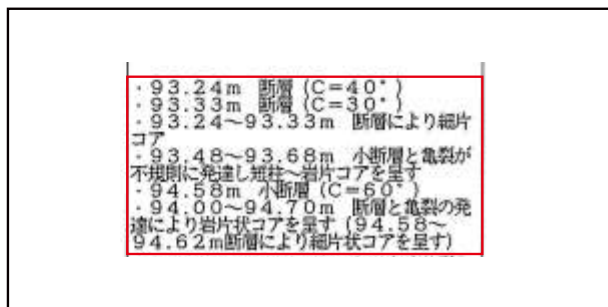 ・93.24m 断層(C=40°)
・93.33m 断層(C=30°)
・93.24～93.33m 断層により細片
コア
・93.48～93.68m 小断層と亀裂が
不規則に発達し短柱～岩片コアを呈す
・94.58m 小断層(C=60°)
・94.00～94.70m 断層と亀裂の発
達により岩片状コアを呈す(94.58～
94.62m断層により細片状コアを呈す)